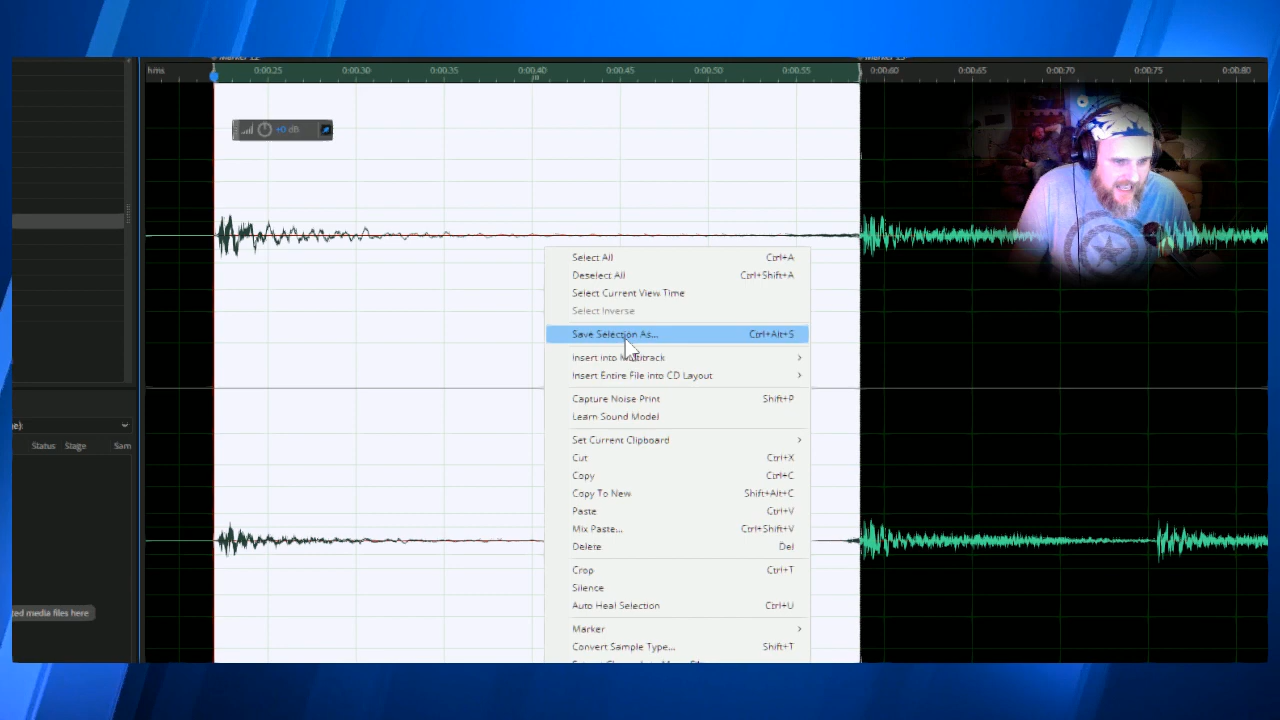 hms 0:00.25 0:00.30 0:00.35 0:00.40 0:00.45 0:00.50 0:00.55 0:00.60 0:00.65 0:00.70 0:00.75 0:00.80
+0 dB
Select All Ctrl+A
Deselect All Ctrl+Shift+A
Select Current View Time
Select Inverse
Save Selection As... Ctrl+Alt+S
Insert into Multitrack
Insert Entire File into CD Layout
Capture Noise Print Shift+P
Learn Sound Model
Set Current Clipboard
Cut Ctrl+X
Copy Ctrl+C
Copy To New Shift+Alt+C
Paste Ctrl+V
Mix Paste... Ctrl+Shift+V
Delete Del
Crop Ctrl+T
Silence
Auto Heal Selection Ctrl+U
Marker
Convert Sample Type... Shift+T
e):
Status Stage Sam
ted media files here